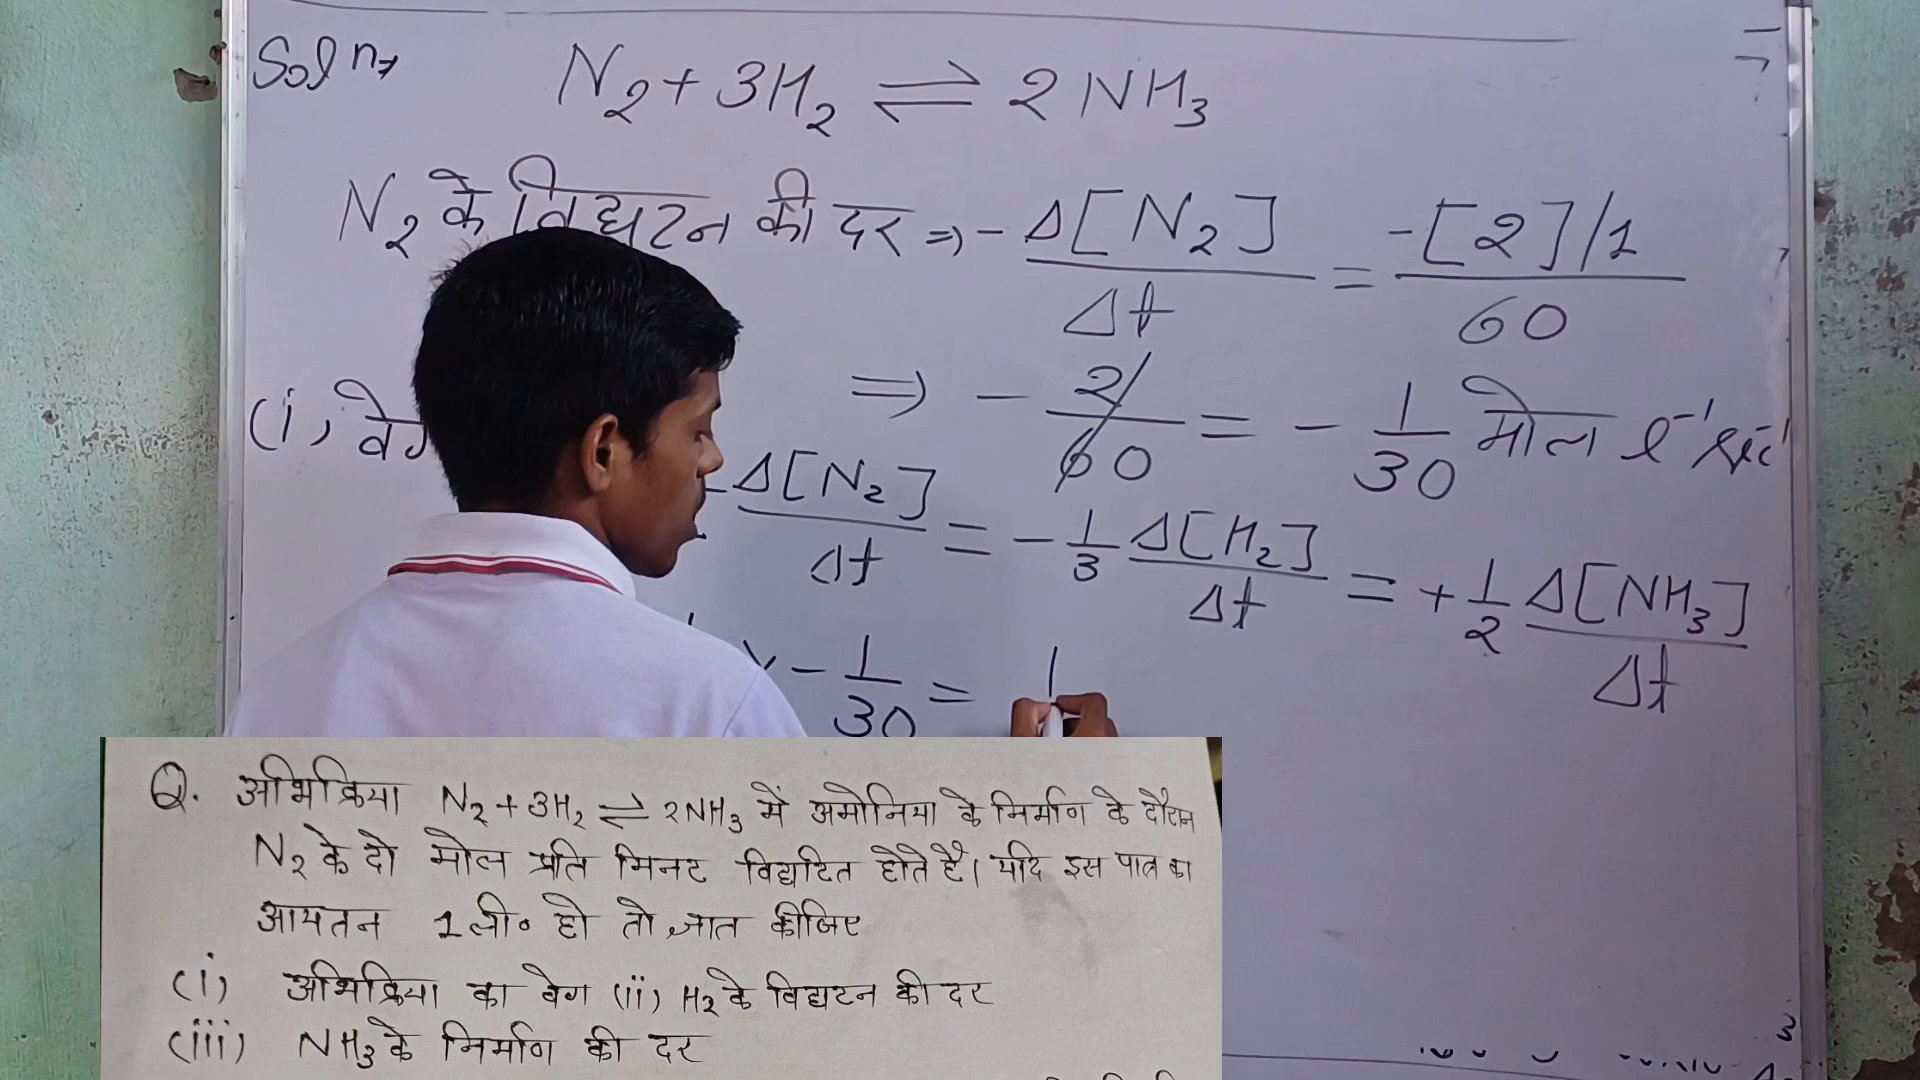 Soln→ N₂ + 3H₂ ⇌ 2NH₃
N₂ के विघटन की दर ⇒ - Δ[N₂]/Δt = -[2]/1 / 60
⇒ - 2/60 = - 1/30 मोल l⁻¹ sec⁻¹
(i) वेग
- Δ[N₂]/Δt = - 1/3 Δ[H₂]/Δt = + 1/2 Δ[NH₃]/Δt
- 1/30 = 1
Q. अभिक्रिया N₂ + 3H₂ ⇌ 2NH₃ में अमोनिया के निर्माण के दौरान
N₂ के दो मोल प्रति मिनट विघटित होते है। यदि इस पात्र का
आयतन 1 ली० हो तो ज्ञात कीजिए
(i) अभिक्रिया का वेग (ii) H₂ के विघटन की दर
(iii) NH₃ के निर्माण की दर